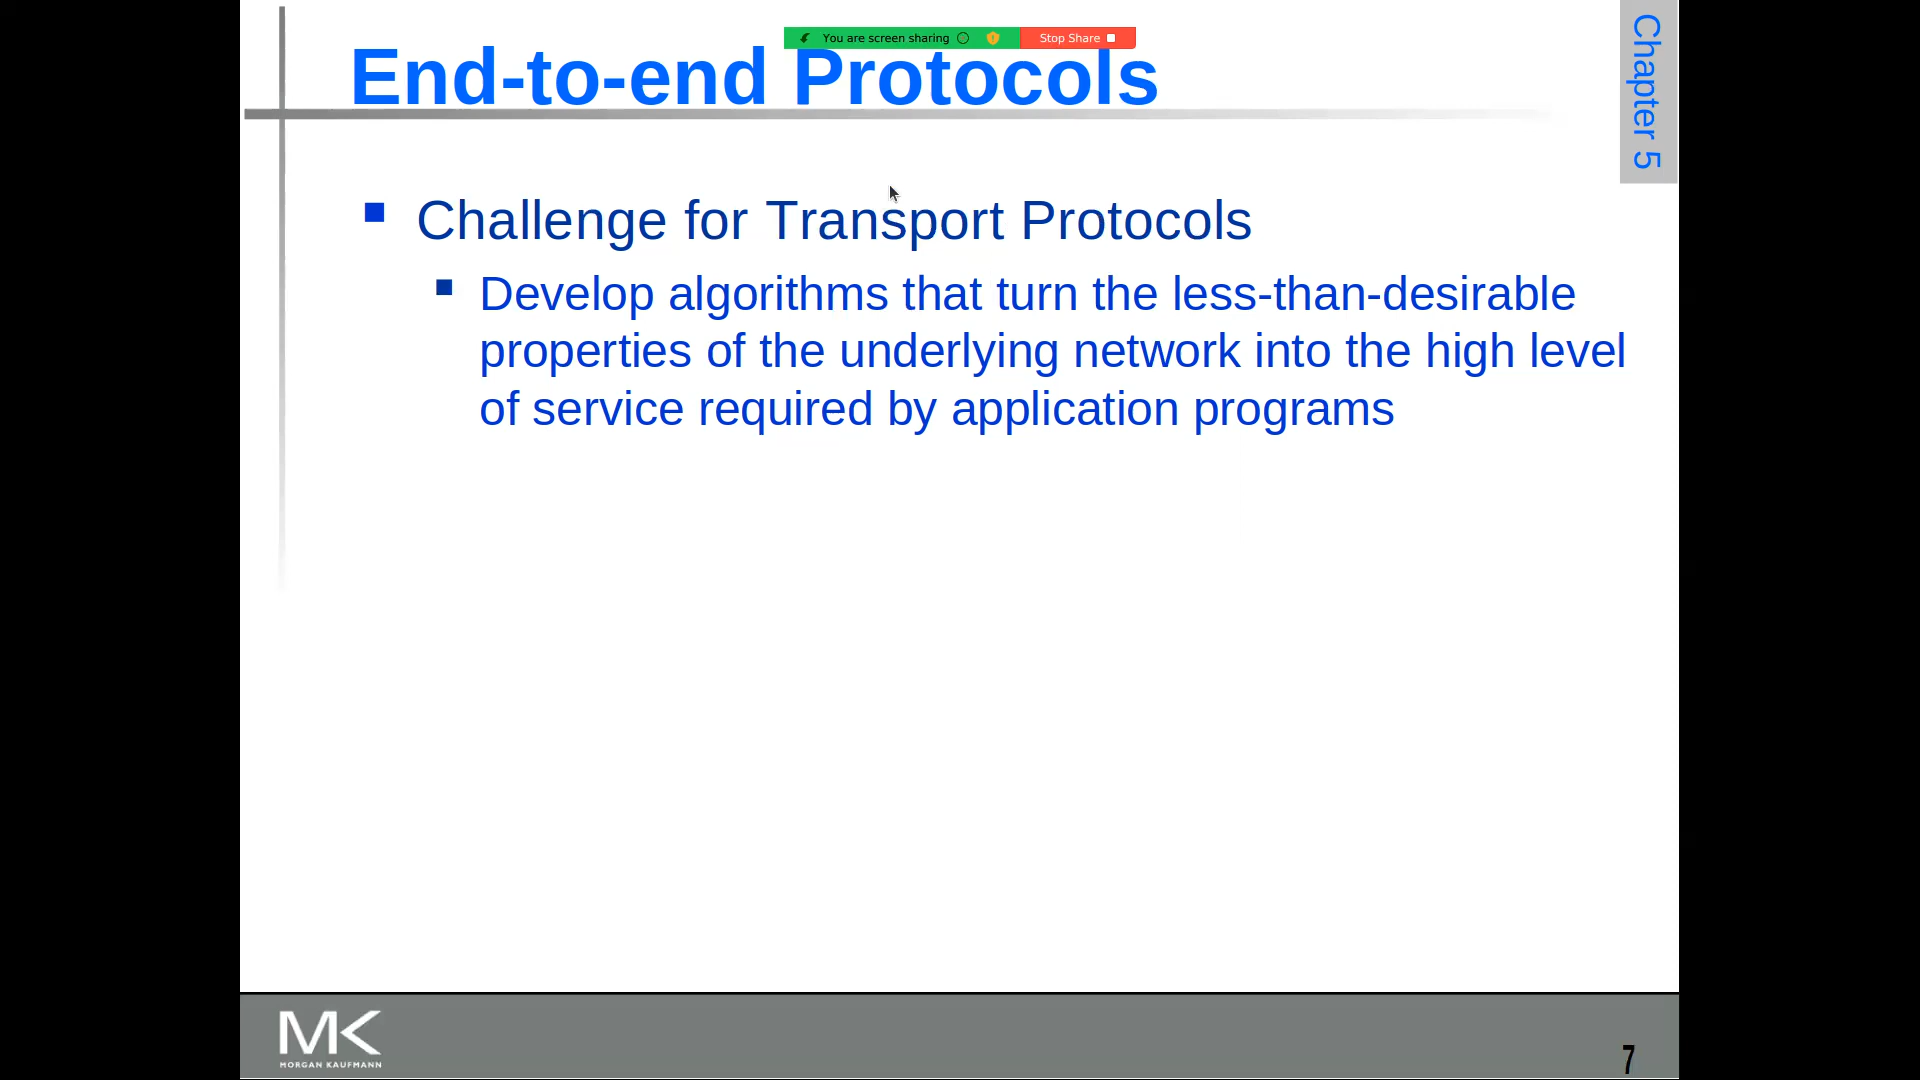 You are screen sharing
Stop Share
End-to-end Protocols
Chapter 5
Challenge for Transport Protocols
Develop algorithms that turn the less-than-desirable
properties of the underlying network into the high level
of service required by application programs
MK
MORGAN KAUFMANN
7